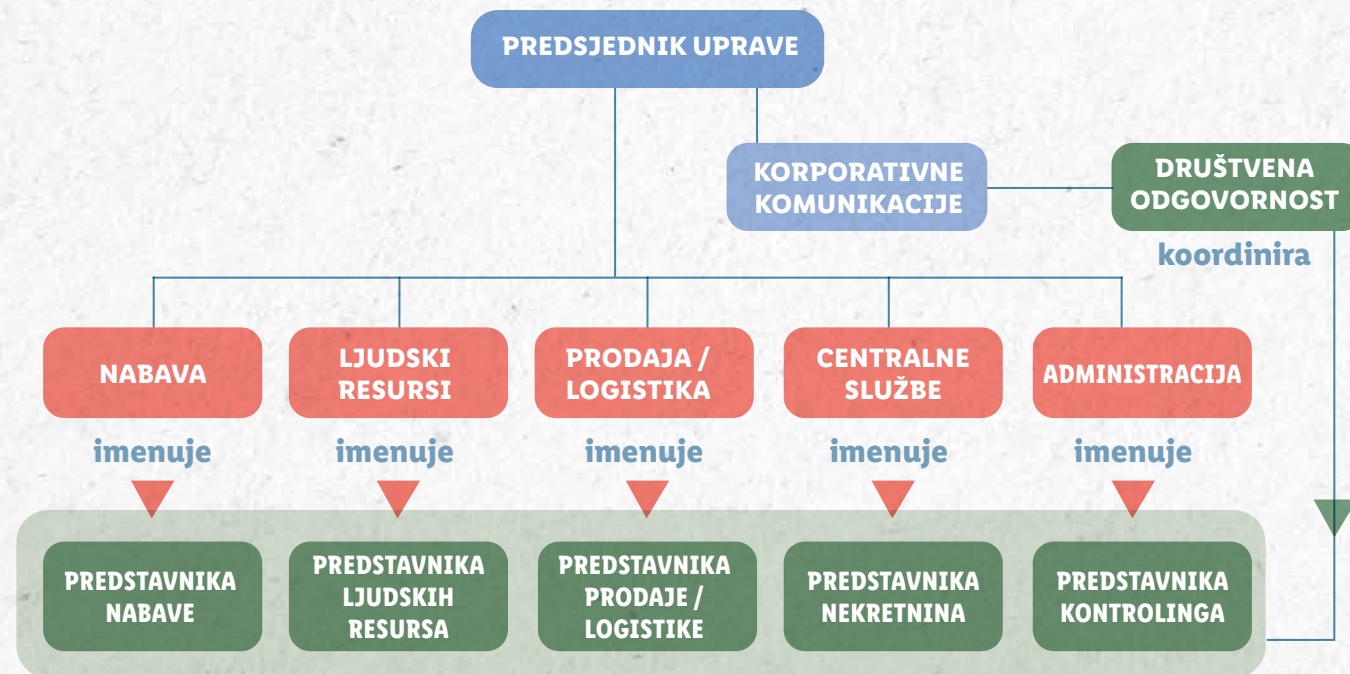 PREDSJEDNIK UPRAVE
KORPORATIVNE
KOMUNIKACIJE
DRUŠTVENA
ODGOVORNOST
koordinira
NABAVA
LJUDSKI
RESURSI
PRODAJA /
LOGISTIKA
CENTRALNE
SLUŽBE
ADMINISTRACIJA
imenuje
imenuje
imenuje
imenuje
imenuje
PREDSTAVNIKA
NABAVE
PREDSTAVNIKA
LJUDSKIH
RESURSA
PREDSTAVNIKA
PRODAJE /
LOGISTIKE
PREDSTAVNIKA
NEKRETNINA
PREDSTAVNIKA
KONTROLINGA